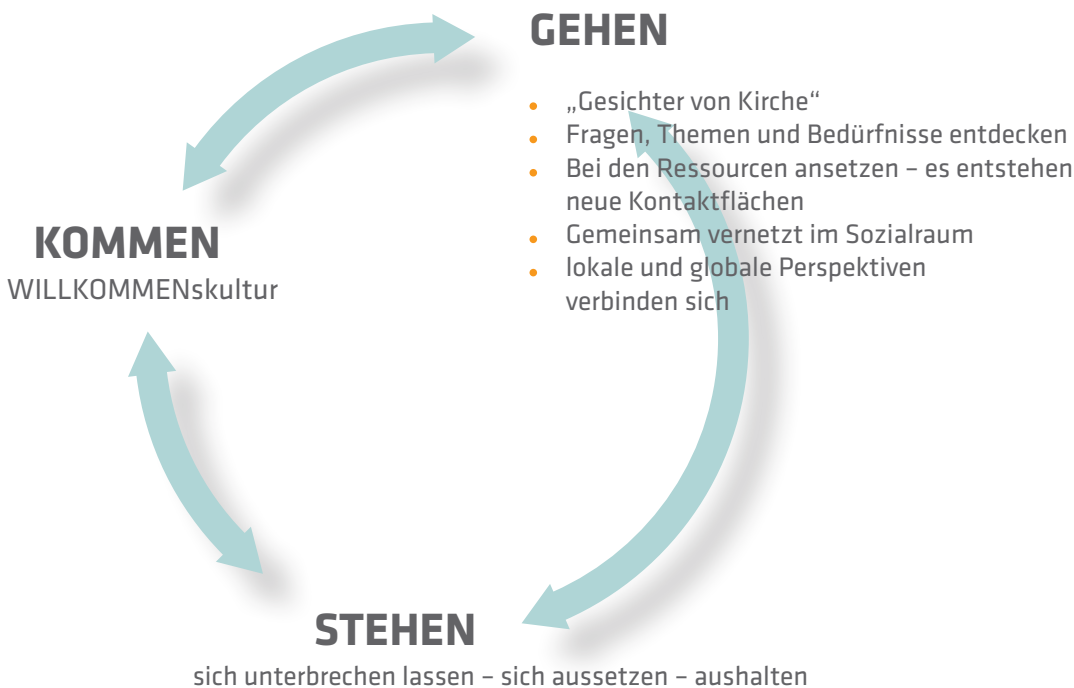 GEHEN
• „Gesichter von Kirche“
• Fragen, Themen und Bedürfnisse entdecken
• Bei den Ressourcen ansetzen – es entstehen
neue Kontaktflächen
• Gemeinsam vernetzt im Sozialraum
• lokale und globale Perspektiven
verbinden sich
KOMMEN
WILLKOMMENskultur
STEHEN
sich unterbrechen lassen – sich aussetzen – aushalten